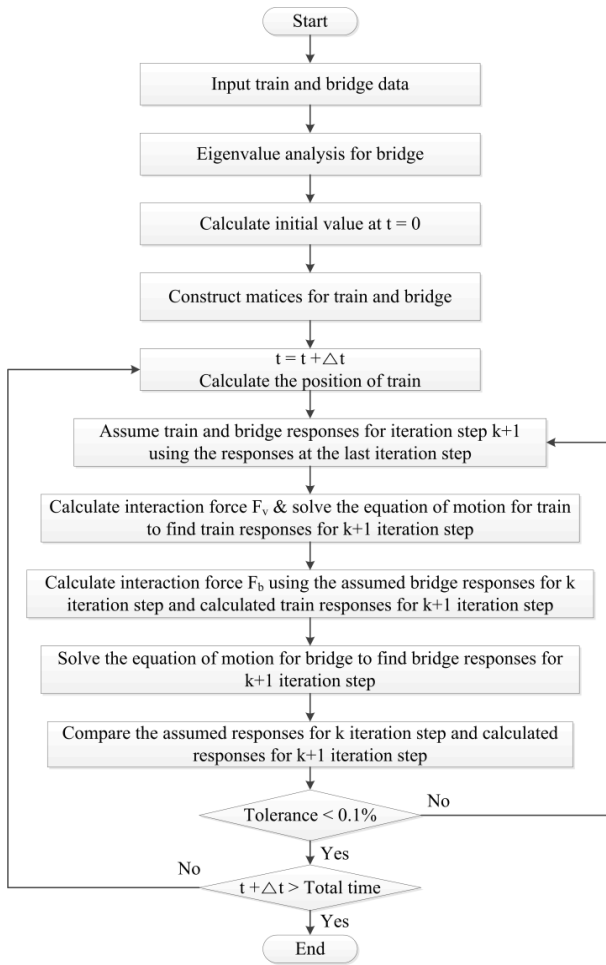 Start
Input train and bridge data
Eigenvalue analysis for bridge
Calculate initial value at t = 0
Construct matices for train and bridge
t = t +△t
Calculate the position of train
Assume train and bridge responses for iteration step k+1
using the responses at the last iteration step
Calculate interaction force Fv & solve the equation of motion for train
to find train responses for k+1 iteration step
Calculate interaction force Fb using the assumed bridge responses for k
iteration step and calculated train responses for k+1 iteration step
Solve the equation of motion for bridge to find bridge responses for
k+1 iteration step
Compare the assumed responses for k iteration step and calculated
responses for k+1 iteration step
Tolerance < 0.1%
No
Yes
No
t +△t > Total time
Yes
End